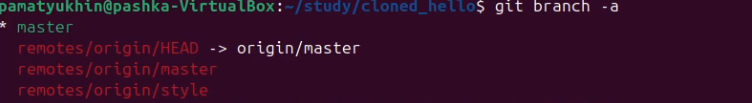 pamatyukhin@pashka-VirtualBox:~/study/cloned_hello$ git branch -a
* master
remotes/origin/HEAD -> origin/master
remotes/origin/master
remotes/origin/style